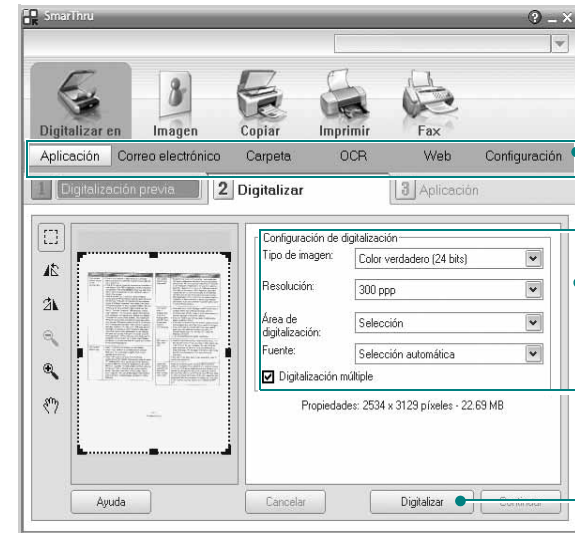 SmarThru
Digitalizar en Imagen Copiar Imprimir Fax
Aplicación Correo electrónico Carpeta OCR Web Configuración
1 Digitalización previa 2 Digitalizar 3 Aplicación
Configuración de digitalización
Tipo de imagen: Color verdadero (24 bits)
Resolución: 300 ppp
Área de
digitalización: Selección
Fuente: Selección automática
Digitalización múltiple
Propiedades: 2534 x 3129 píxeles - 22.69 MB
Ayuda Cancelar Digitalizar Continuar